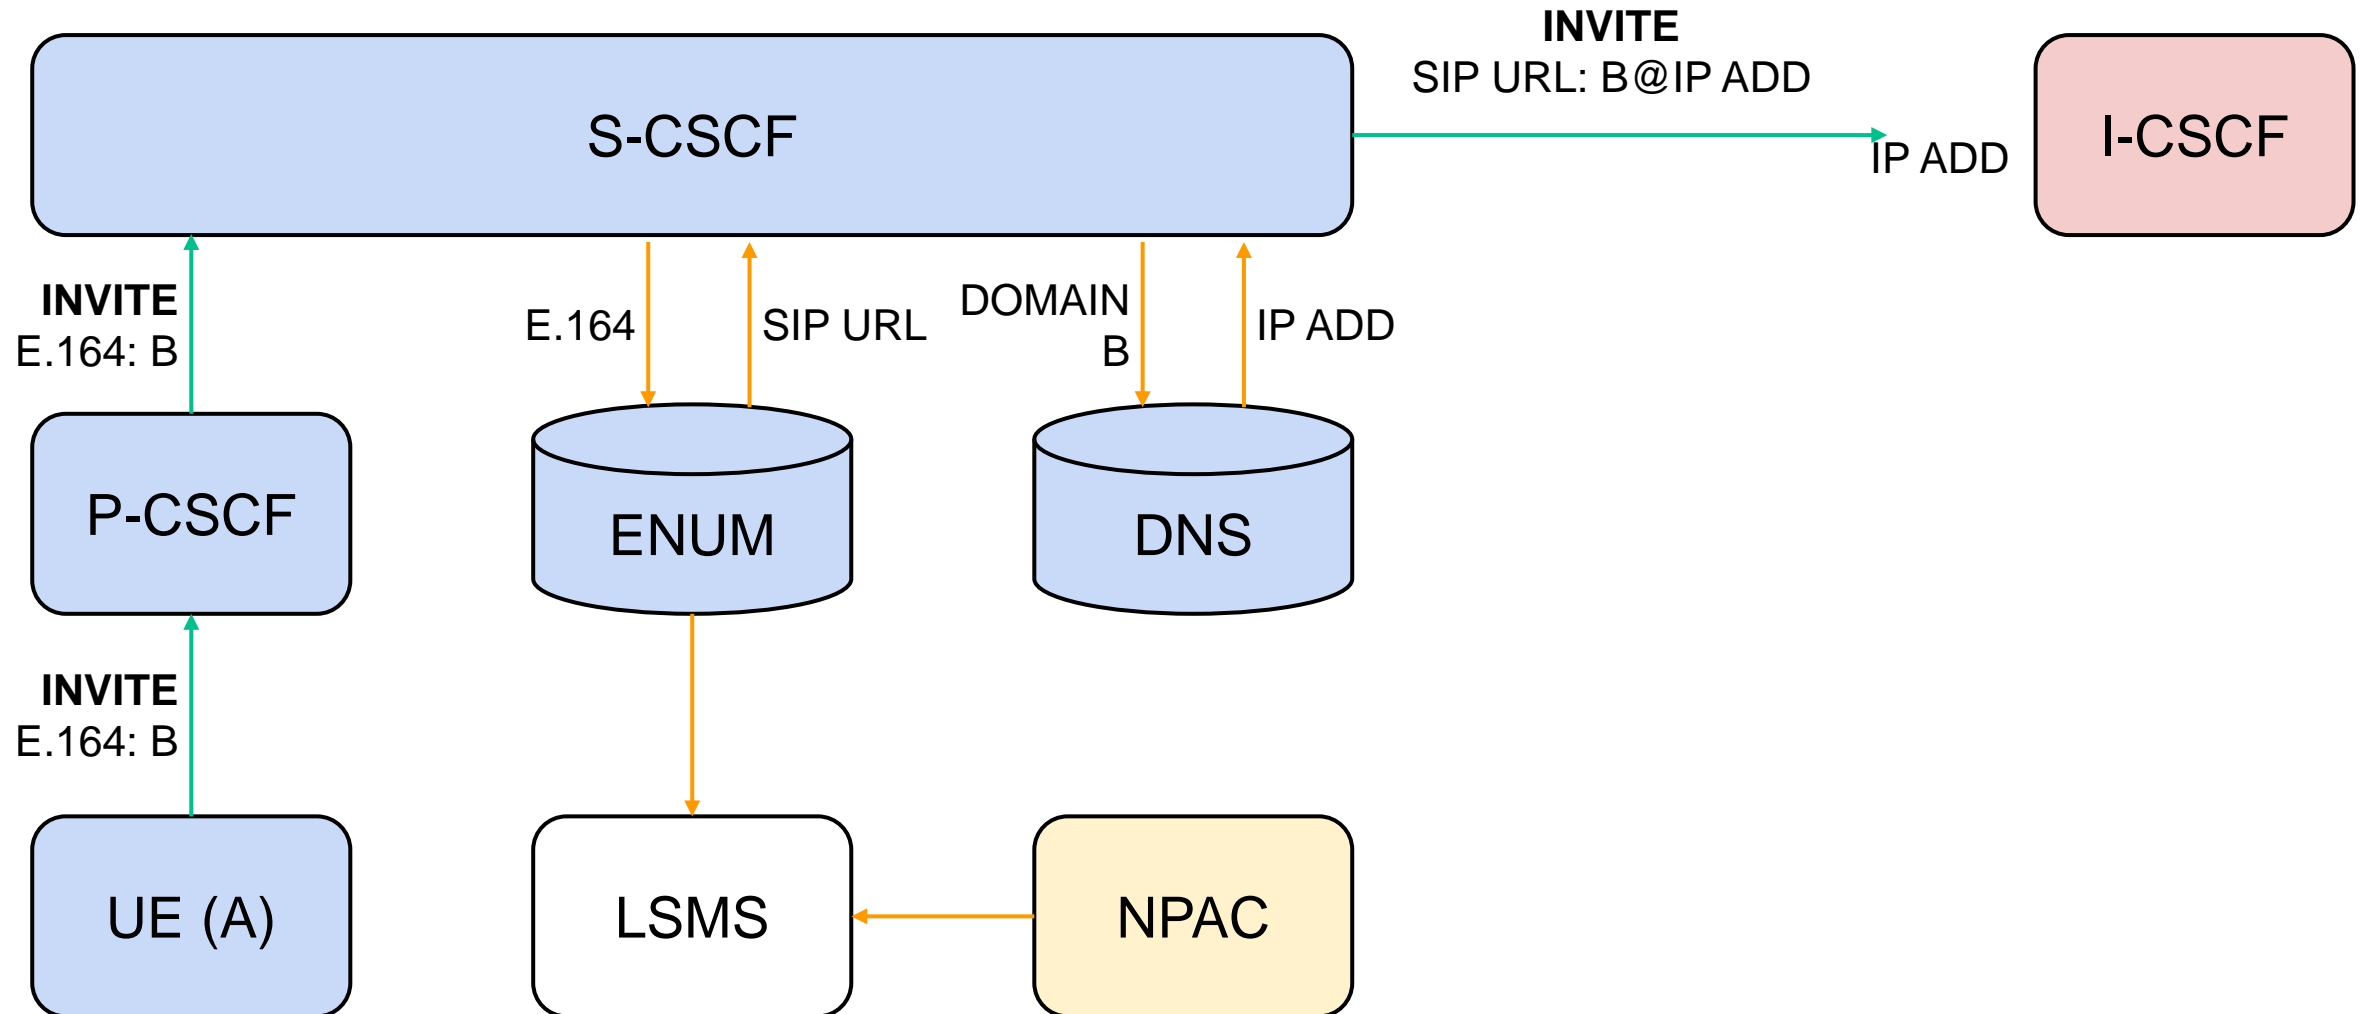 INVITE
SIP URL: B@IP ADD
S-CSCF
IP ADD
I-CSCF
INVITE
E.164: B
E.164
SIP URL
DOMAIN
B
IP ADD
P-CSCF
ENUM
DNS
INVITE
E.164: B
UE (A)
LSMS
NPAC